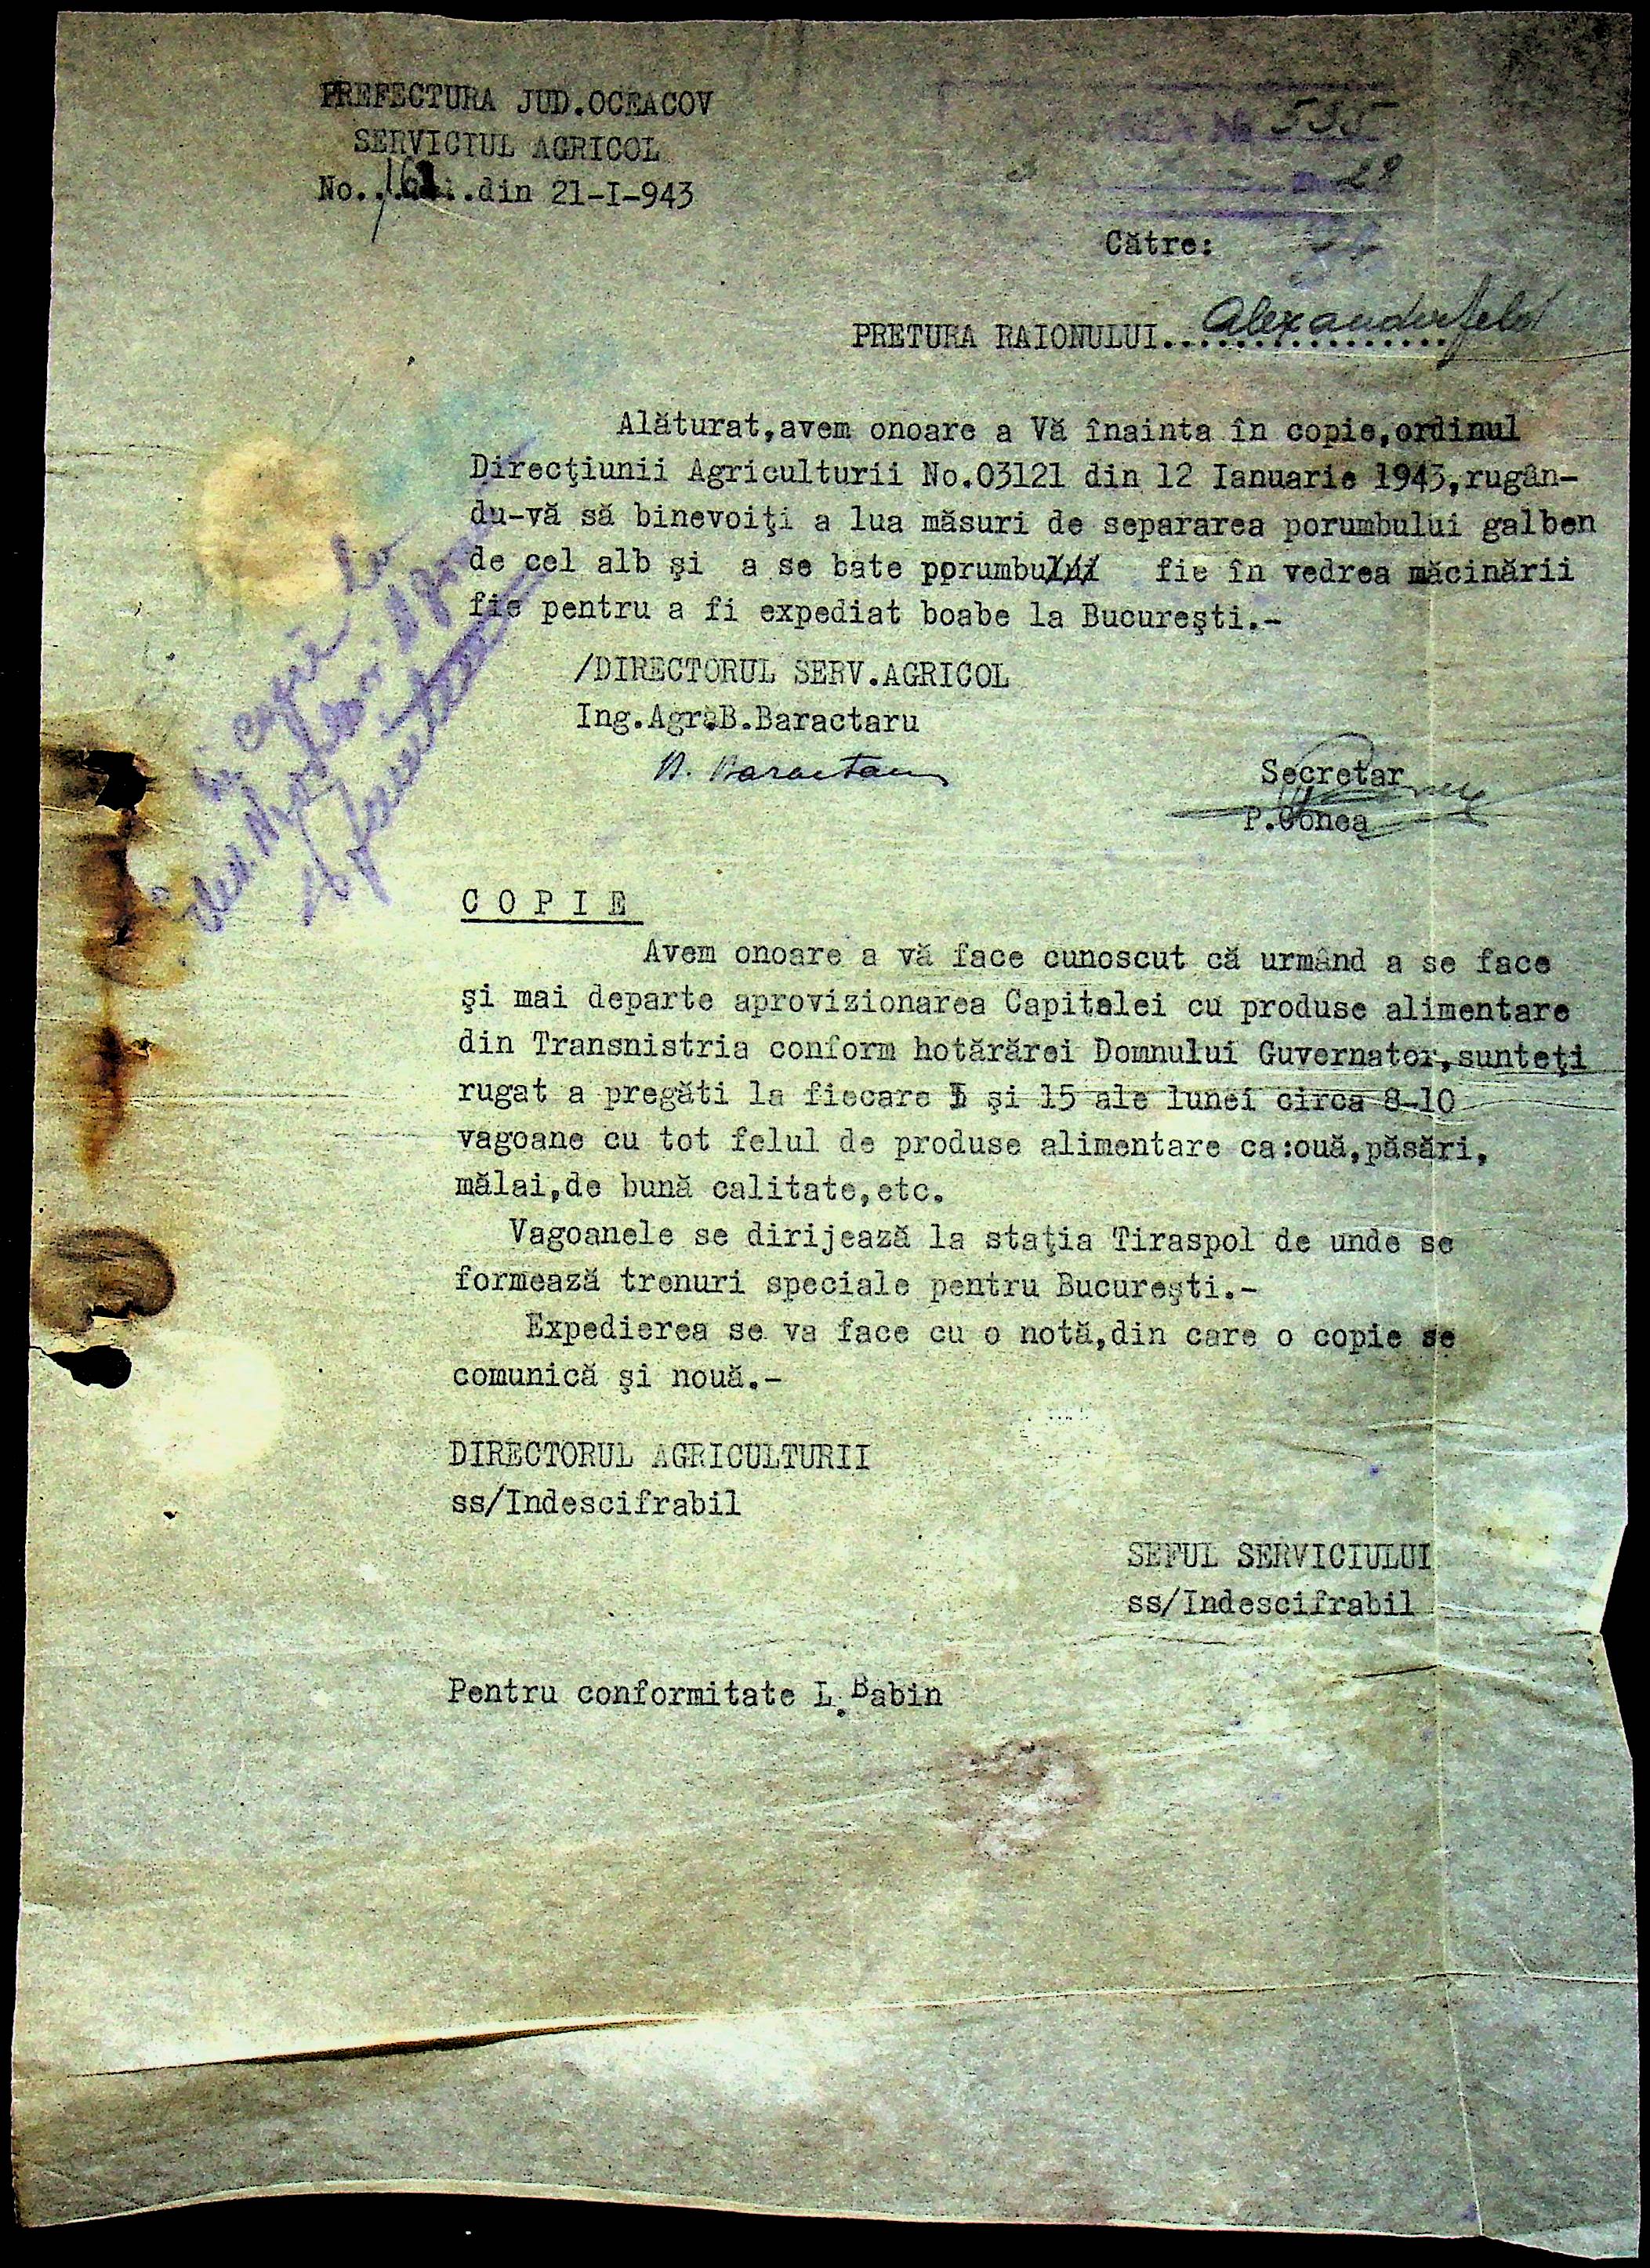 PREFECTURA JUD.OCEACOV
SERVICIUL AGRICOL
No. din 21-I-943
No 535
29
Către:
PRETURA RAIONULUI Alexanderfeld
Alăturat,avem onoare a Vă înainta în copie,ordinul
Direcţiunii Agriculturii No.03121 din 12 Ianuarie 1943,rugân-
du-vă să binevoiţi a lua măsuri de separarea porumbului galben
de cel alb şi a se bate porumbu fie în vedrea măcinării
fie pentru a fi expediat boabe la Bucureşti.-
/DIRECTORUL SERV.AGRICOL
Ing.Agr.B.Baractaru
B. Baractaru
Secretar
P.Gonea
COPIE
Avem onoare a vă face cunoscut că urmând a se face
şi mai departe aprovizionarea Capitalei cu produse alimentare
din Transnistria conform hotărărei Domnului Guvernator,sunteţi
rugat a pregăti la fiecare şi 15 ale lunei circa 8-10
vagoane cu tot felul de produse alimentare ca:ouă,păsări,
mălai,de bună calitate,etc.
Vagoanele se dirijează la staţia Tiraspol de unde se
formează trenuri speciale pentru Bucureşti.-
Expedierea se va face cu o notă,din care o copie se
comunică şi nouă.-
DIRECTORUL AGRICULTURII
ss/Indescifrabil
SEFUL SERVICIULUI
ss/Indescifrabil
Pentru conformitate L.Babin